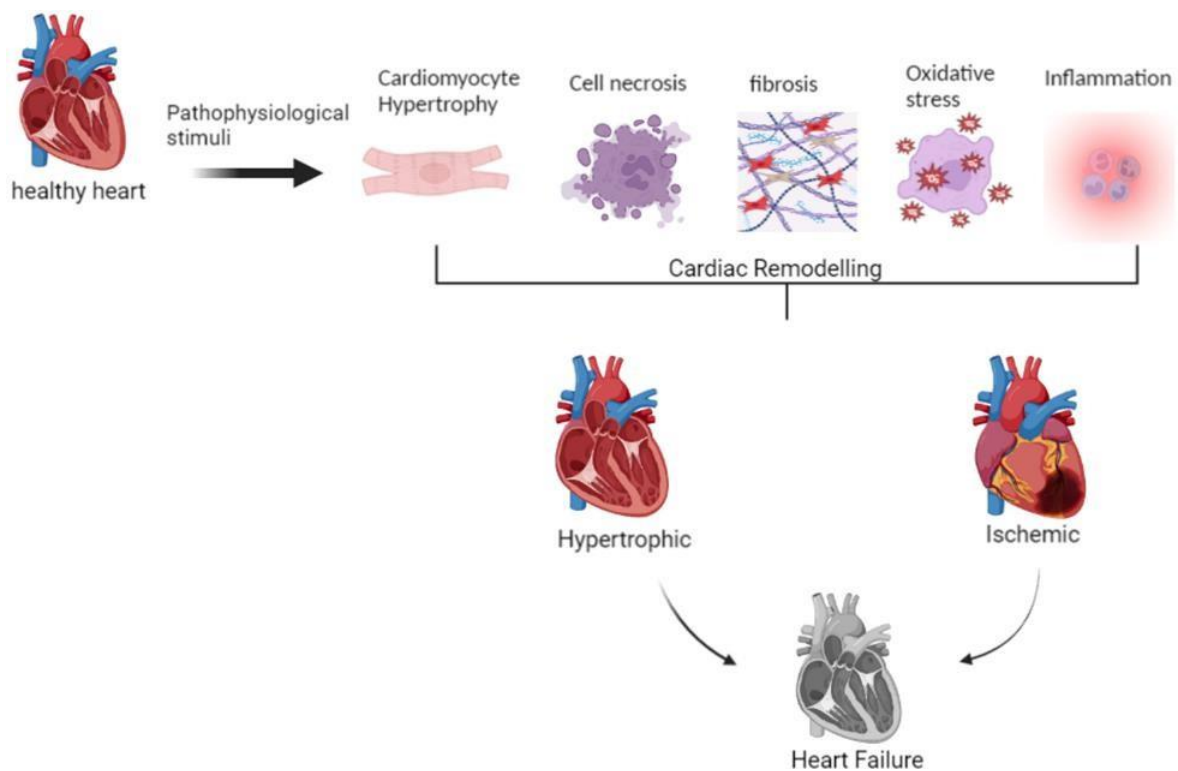 healthy heart
Pathophysiological
stimuli
Cardiomyocyte
Hypertrophy
Cell necrosis
fibrosis
Oxidative
stress
Inflammation
Cardiac Remodelling
Hypertrophic
Ischemic
Heart Failure